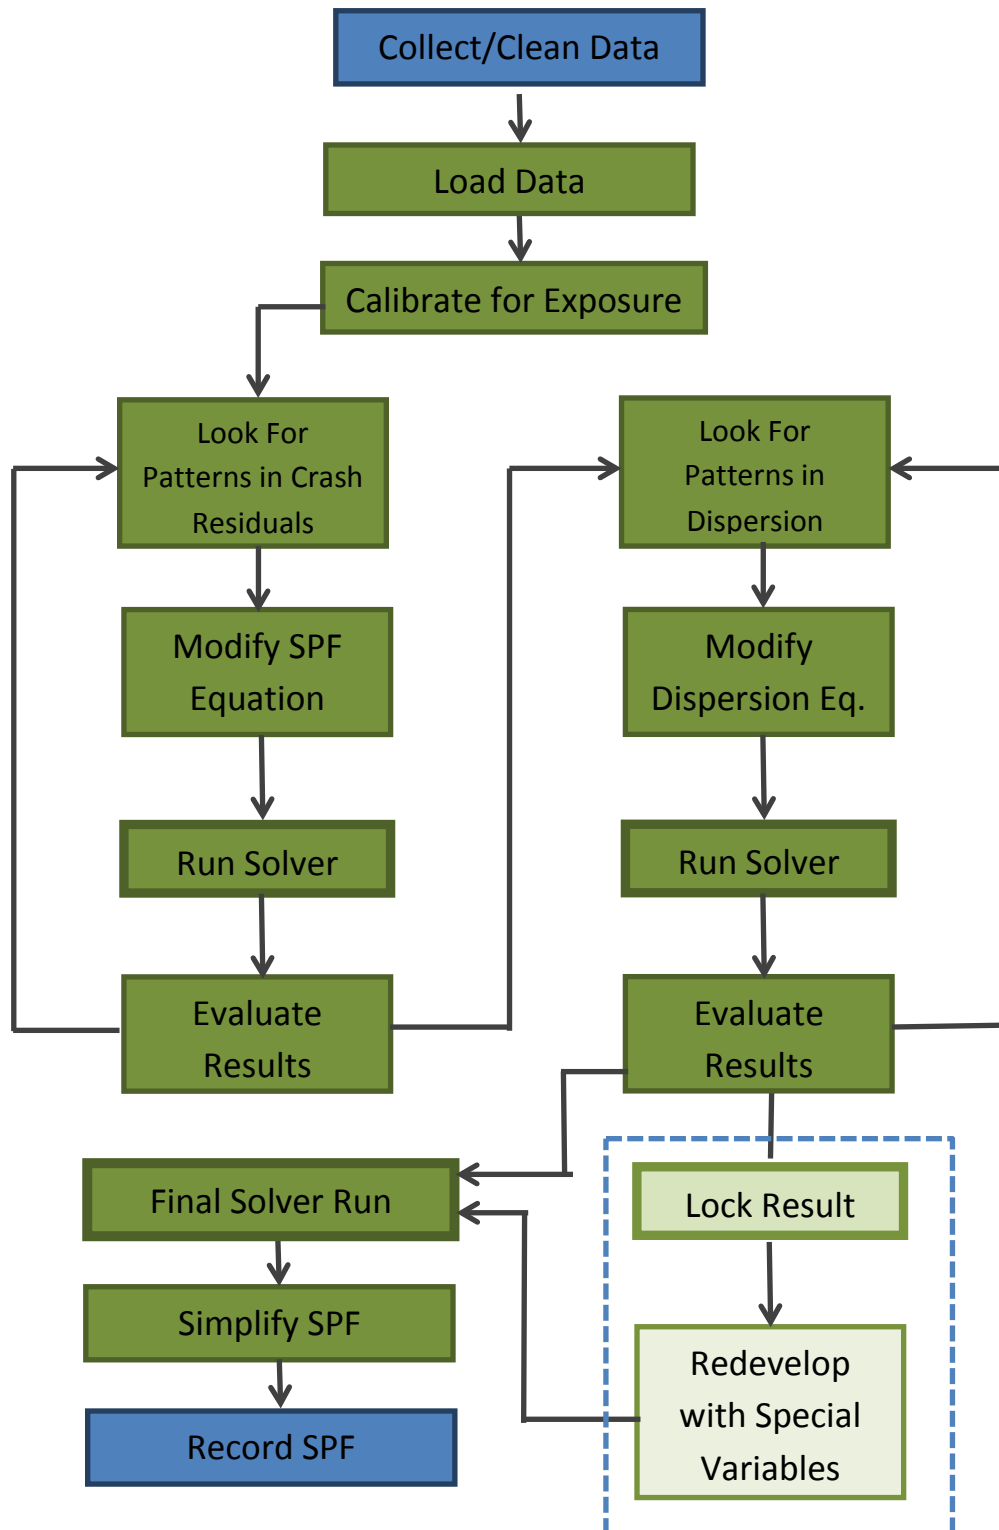 Collect/Clean Data
Load Data
Calibrate for Exposure
Look For
Patterns in Crash
Residuals
Modify SPF
Equation
Run Solver
Evaluate
Results
Look For
Patterns in
Dispersion
Modify
Dispersion Eq.
Run Solver
Evaluate
Results
Lock Result
Redevelop
with Special
Variables
Final Solver Run
Simplify SPF
Record SPF